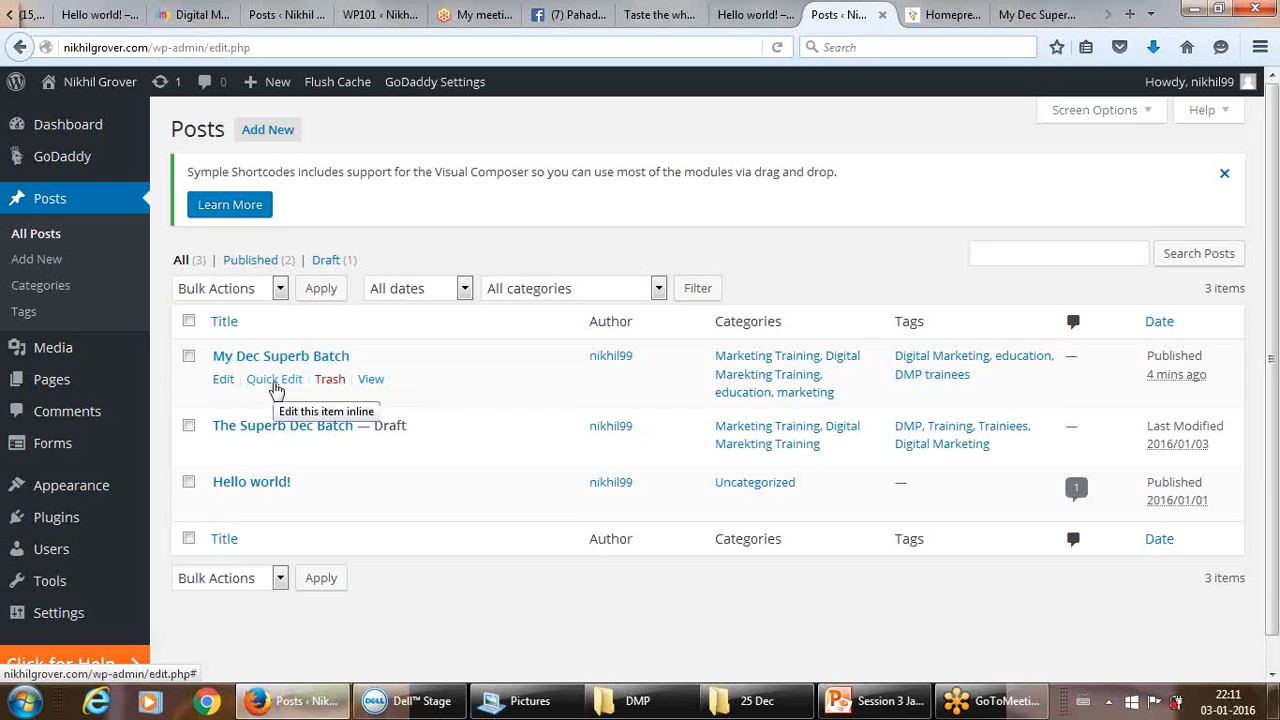 15,
Hello world! –...
Digital M...
Posts ‹ Nikhil ...
WP101 ‹ Nikh...
My meeti...
(7) Pahad...
Taste the wh...
Hello world! –...
Posts ‹ Ni...
Homepre...
My Dec Super...
nikhilgrover.com/wp-admin/edit.php
Search
Nikhil Grover
1
0
New
Flush Cache
GoDaddy Settings
Howdy, nikhil99
Screen Options
Help
Dashboard
GoDaddy
Posts
All Posts
Add New
Categories
Tags
Media
Pages
Comments
Forms
Appearance
Plugins
Users
Tools
Settings
Click for Help
Posts
Add New
Symple Shortcodes includes support for the Visual Composer so you can use most of the modules via drag and drop.
Learn More
All (3) | Published (2) | Draft (1)
Search Posts
Bulk Actions
Apply
All dates
All categories
Filter
3 items
Title
Author
Categories
Tags
Date
My Dec Superb Batch
Edit | Quick Edit | Trash | View
Edit this item inline
nikhil99
Marketing Training, Digital
Marekting Training,
education, marketing
Digital Marketing, education,
DMP trainees
—
Published
4 mins ago
The Superb Dec Batch — Draft
nikhil99
Marketing Training, Digital
Marekting Training
DMP, Training, Trainiees,
Digital Marketing
—
Last Modified
2016/01/03
Hello world!
nikhil99
Uncategorized
—
1
Published
2016/01/01
Title
Author
Categories
Tags
Date
Bulk Actions
Apply
3 items
nikhilgrover.com/wp-admin/edit.php#
Posts ‹ Nik...
DELL
Dell™ Stage
Pictures
DMP
25 Dec
Session 3 Ja...
GoToMeeti...
22:11
03-01-2016